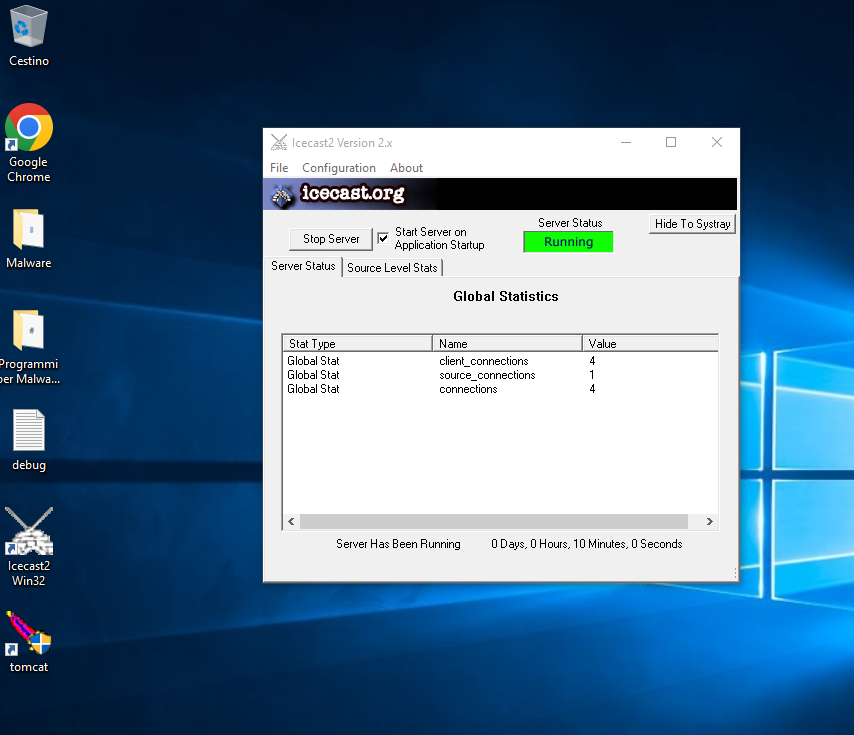 Cestino
Google
Chrome
Malware
Programmi
per Malwa...
debug
Icecast2
Win32
tomcat
Icecast2 Version 2.x
File Configuration About
icecast.org
Stop Server
Start Server on
Application Startup
Server Status
Running
Hide To Systray
Server Status Source Level Stats
Global Statistics
Stat Type Name Value
Global Stat client_connections 4
Global Stat source_connections 1
Global Stat connections 4
Server Has Been Running 0 Days, 0 Hours, 10 Minutes, 0 Seconds